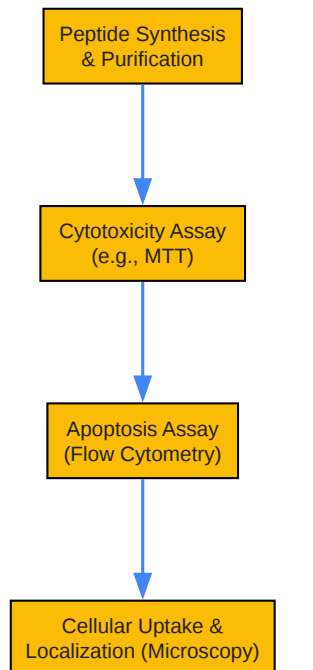 Peptide Synthesis
& Purification
Cytotoxicity Assay
(e.g., MTT)
Apoptosis Assay
(Flow Cytometry)
Cellular Uptake &
Localization (Microscopy)